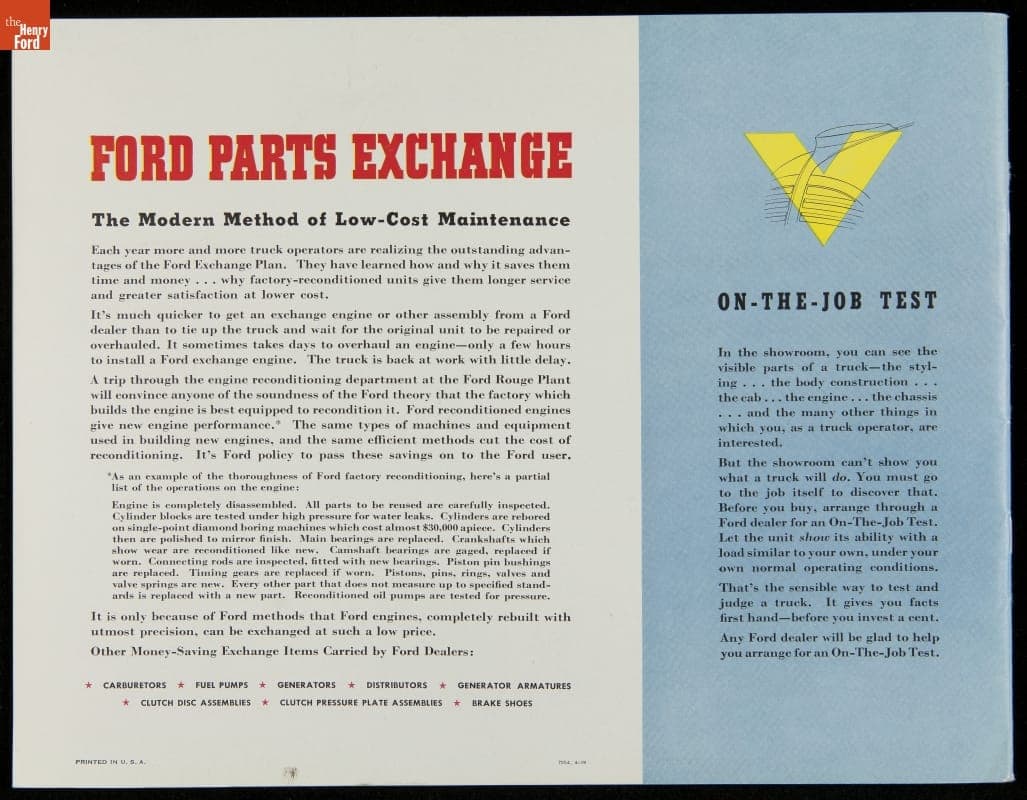 the
Henry
Ford
FORD PARTS EXCHANGE
The Modern Method of Low-Cost Maintenance
Each year more and more truck operators are realizing the outstanding advan-
tages of the Ford Exchange Plan. They have learned how and why it saves them
time and money . . . why factory-reconditioned units give them longer service
and greater satisfaction at lower cost.
It's much quicker to get an exchange engine or other assembly from a Ford
dealer than to tie up the truck and wait for the original unit to be repaired or
overhauled. It sometimes takes days to overhaul an engine—only a few hours
to install a Ford exchange engine. The truck is back at work with little delay.
A trip through the engine reconditioning department at the Ford Rouge Plant
will convince anyone of the soundness of the Ford theory that the factory which
builds the engine is best equipped to recondition it. Ford reconditioned engines
give new engine performance.* The same types of machines and equipment
used in building new engines, and the same efficient methods cut the cost of
reconditioning. It's Ford policy to pass these savings on to the Ford user.
*As an example of the thoroughness of Ford factory reconditioning, here's a partial
list of the operations on the engine:
Engine is completely disassembled. All parts to be reused are carefully inspected.
Cylinder blocks are tested under high pressure for water leaks. Cylinders are rebored
on single-point diamond boring machines which cost almost $30,000 apiece. Cylinders
then are polished to mirror finish. Main bearings are replaced. Crankshafts which
show wear are reconditioned like new. Camshaft bearings are gaged, replaced if
worn. Connecting rods are inspected, fitted with new bearings. Piston pin bushings
are replaced. Timing gears are replaced if worn. Pistons, pins, rings, valves and
valve springs are new. Every other part that does not measure up to specified stand-
ards is replaced with a new part. Reconditioned oil pumps are tested for pressure.
It is only because of Ford methods that Ford engines, completely rebuilt with
utmost precision, can be exchanged at such a low price.
Other Money-Saving Exchange Items Carried by Ford Dealers:
★ CARBURETORS ★ FUEL PUMPS ★ GENERATORS ★ DISTRIBUTORS ★ GENERATOR ARMATURES
★ CLUTCH DISC ASSEMBLIES ★ CLUTCH PRESSURE PLATE ASSEMBLIES ★ BRAKE SHOES
PRINTED IN U. S. A.
V
ON-THE-JOB TEST
In the showroom, you can see the
visible parts of a truck—the styl-
ing . . . the body construction . . .
the cab . . . the engine . . . the chassis
. . . and the many other things in
which you, as a truck operator, are
interested.
But the showroom can't show you
what a truck will do. You must go
to the job itself to discover that.
Before you buy, arrange through a
Ford dealer for an On-The-Job Test.
Let the unit show its ability with a
load similar to your own, under your
own normal operating conditions.
That's the sensible way to test and
judge a truck. It gives you facts
first hand—before you invest a cent.
Any Ford dealer will be glad to help
you arrange for an On-The-Job Test.